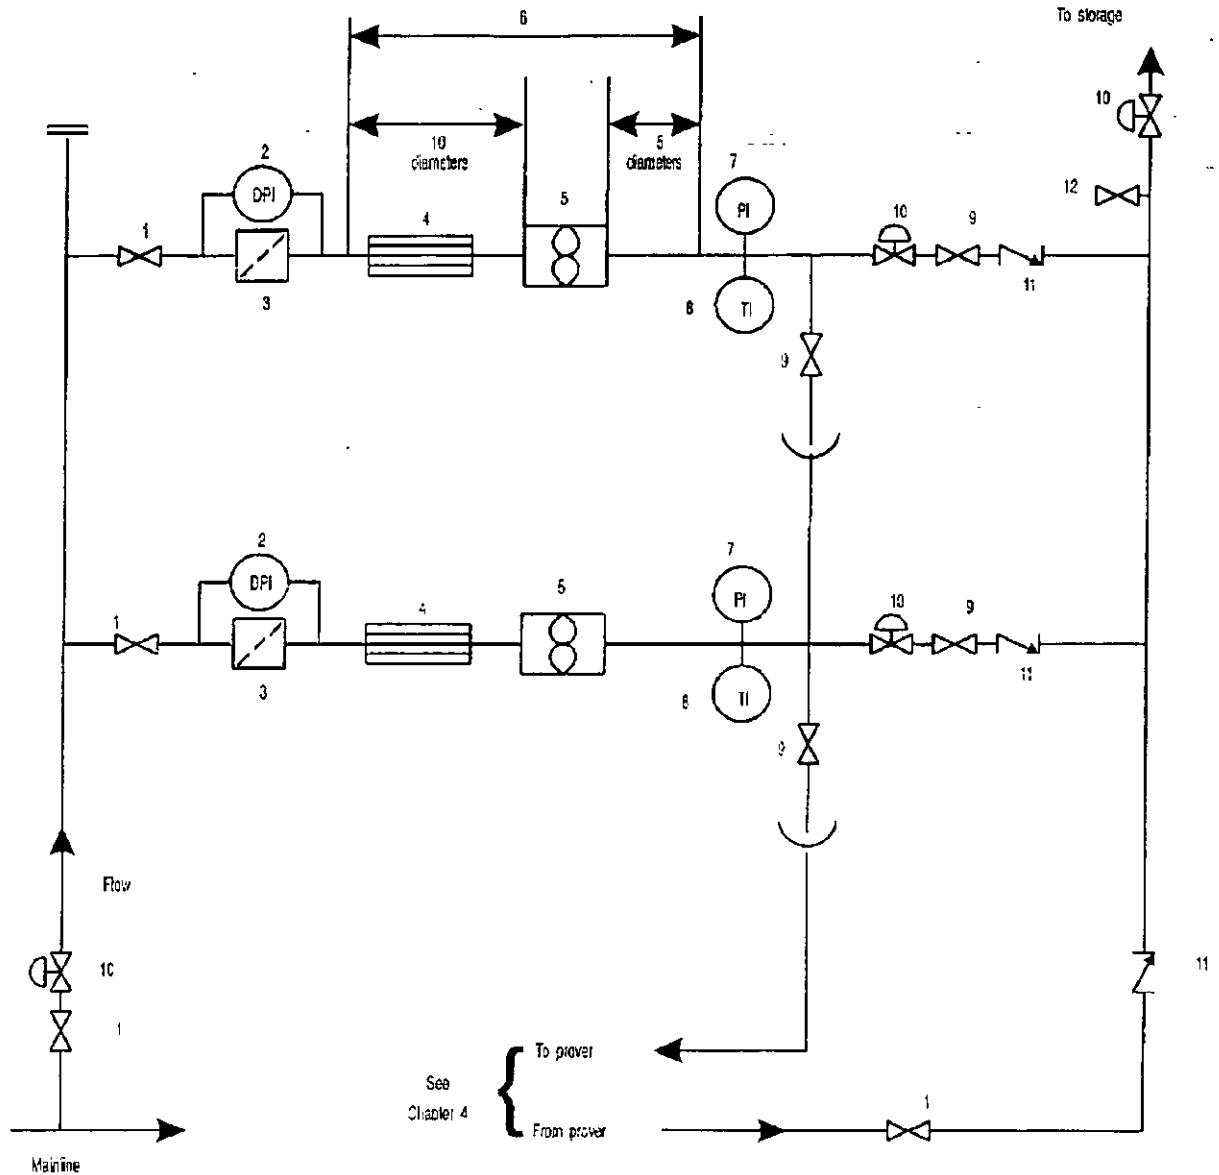 6
To storage
10
10
diameters
5
diameters
2
7
DPI
12
PI
1
4
5
10
9
3
8
TI
11
9
2
7
DPI
5
PI
1
4
10
9
3
8
TI
11
9
Flow
10
11
1
To prover
See
Chapter 4
From prover
1
Mainline